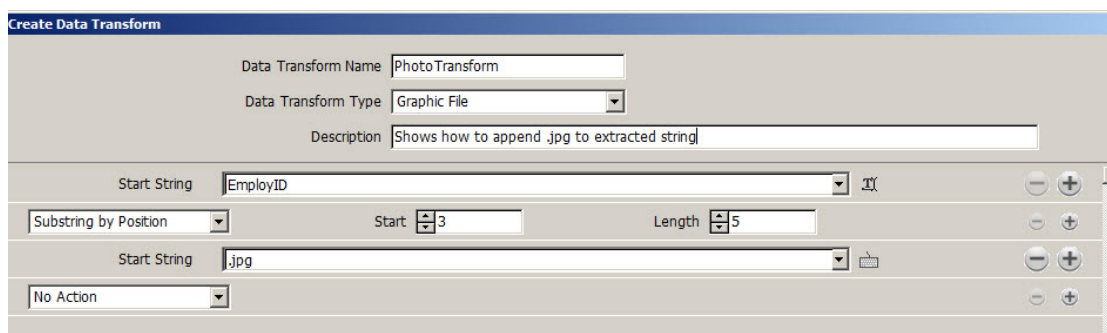 Create Data Transform
Data Transform Name PhotoTransform
Data Transform Type Graphic File
Description Shows how to append .jpg to extracted string
Start String EmployID
Substring by Position Start 3 Length 5
Start String .jpg
No Action